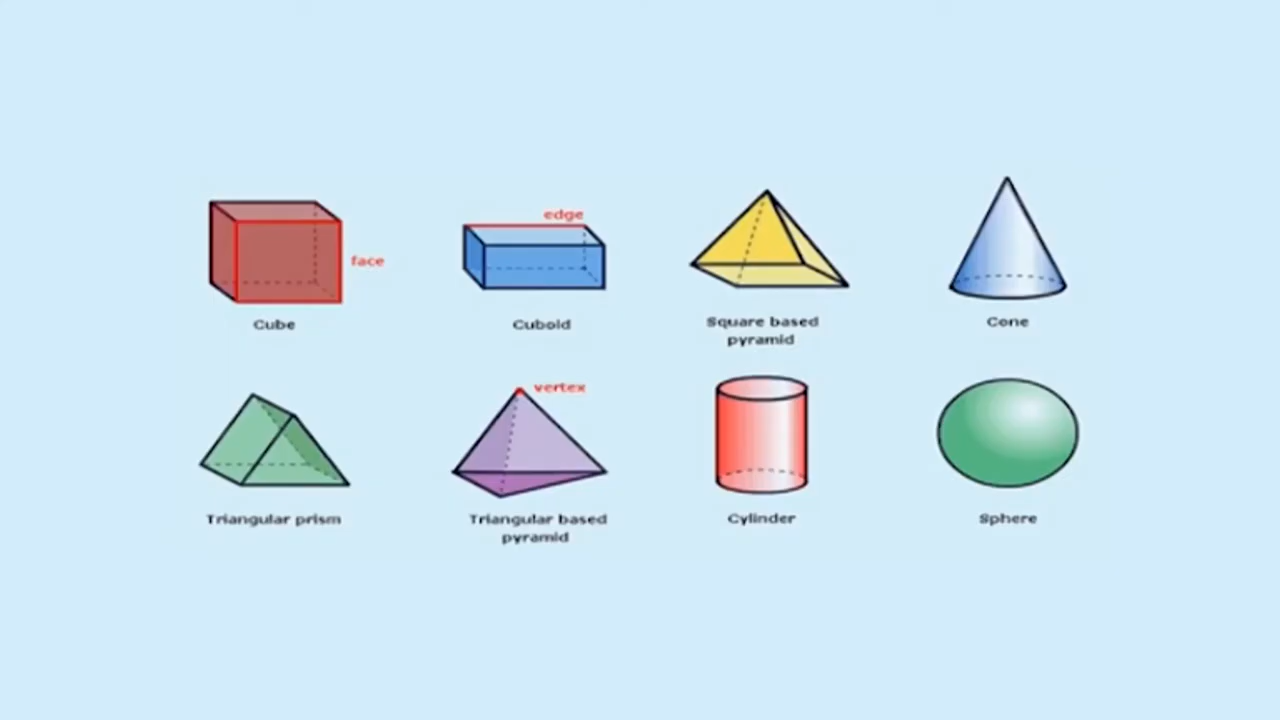 edge
face
Cube
Cuboid
Square based
pyramid
Cone
vertex
Triangular prism
Triangular based
pyramid
Cylinder
Sphere